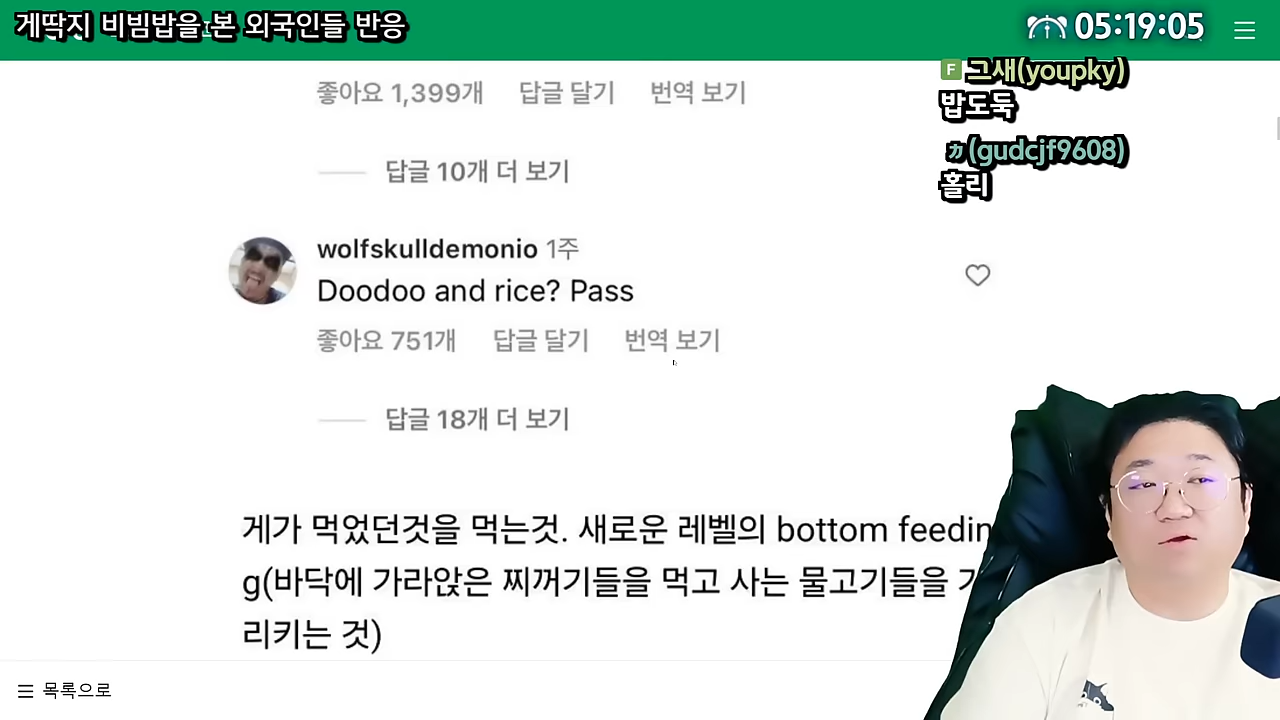 게딱지 비빔밥을 본 외국인들 반응
05:19:05
F 그새(youpky)
밥도둑
ㄉ(gudcjf9608)
홀리
좋아요 1,399개 답글 달기 번역 보기
답글 10개 더 보기
wolfskulldemonio 1주
Doodoo and rice? Pass
좋아요 751개 답글 달기 번역 보기
답글 18개 더 보기
게가 먹었던것을 먹는것. 새로운 레벨의 bottom feedin
g(바닥에 가라앉은 찌꺼기들을 먹고 사는 물고기들을
리키는 것)
목록으로